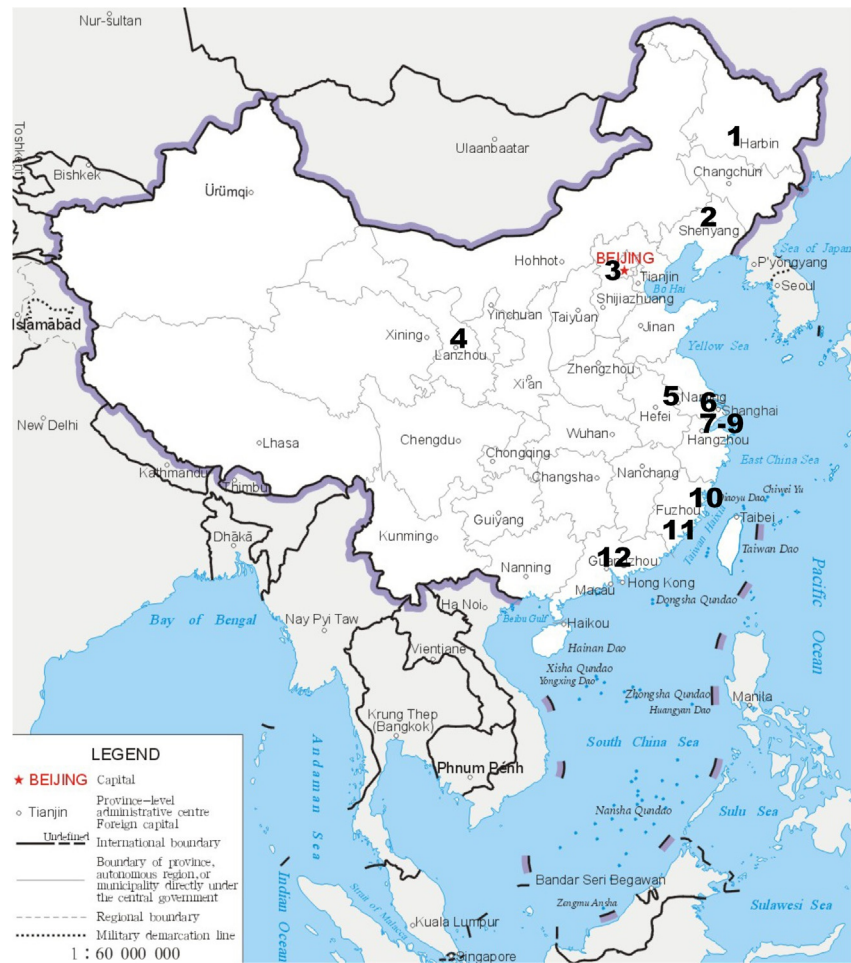 Nur-sultan
Ulaanbaatar
1
Harbin
Changchun
Bishkek
Ürümqi
2
Shenyang
Sea of Japan
Hohhot
BEIJING
3
Tianjin
Bo Hai
P'yongyang
Seoul
Shijiazhuang
Islamabad
Yinchuan
Taiyuan
Jinan
Xining
4
Lanzhou
Yellow Sea
Zhengzhou
Xi'an
New Delhi
5
6
Shanghai
Hefei
7-9
Hangzhou
Lhasa
Chengdu
Wuhan
East China Sea
Chongqing
Kathmandu
Thimbu
Changsha
Nanchang
Chiwei Yu
10
Guiyang
Fuzhou
Taibei
Kunming
11
Taiwan Dao
Dhākā
12
Nanning
Macau
Hong Kong
Pacific Ocean
Dongsha Qundao
Bay of Bengal
Nay Pyi Taw
Ha Noi
Beibu Gulf
Haikou
Hainan Dao
Vientiane
Xisha Qundao
Yongxing Dao
Zhongsha Qundao
Huangyan Dao
Manila
Krung Thep
(Bangkok)
South China Sea
Andaman Sea
Phnum Bénh
Nansha Qundao
Sulu Sea
Bandar Seri Begawan
Zengmu Ansha
Indian Ocean
Strait of Malacca
Kuala Lumpur
Sulawesi Sea
Singapore
LEGEND
BEIJING Capital
Tianjin Province-level
administrative centre
Foreign capital
Undefined International boundary
Boundary of province,
autonomous region, or
municipality directly under
the central government
Regional boundary
Military demarcation line
1 : 60 000 000